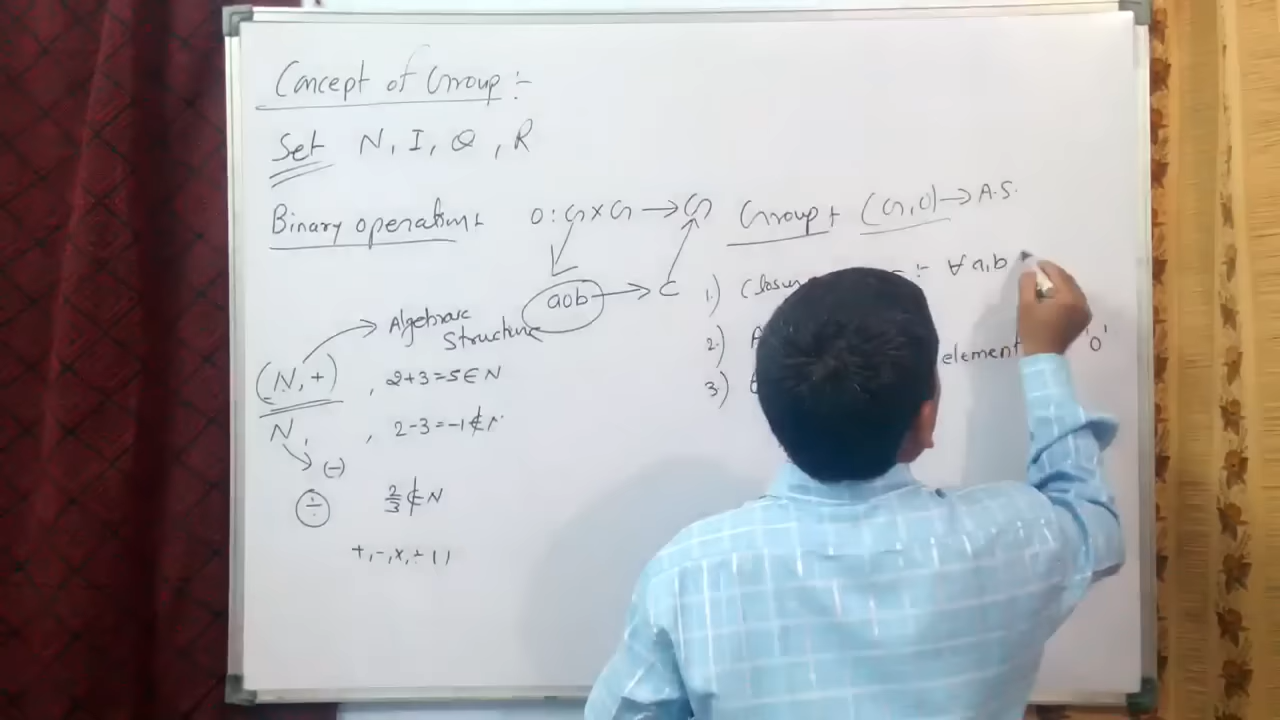 Concept of Group :-
Set N, I, Q, R
Binary operation:- O: G×G → G
aob → c
Algebraic Structure
(N, +) , 2+3=5∈N
N, , 2-3=-1∉N
(-)
÷ 2/3∉N
+,-,×,÷ ()
Group:- (G,O) → A.S.
1.) Closure :- ∀ a,b
2.) A
3.) element 'O'